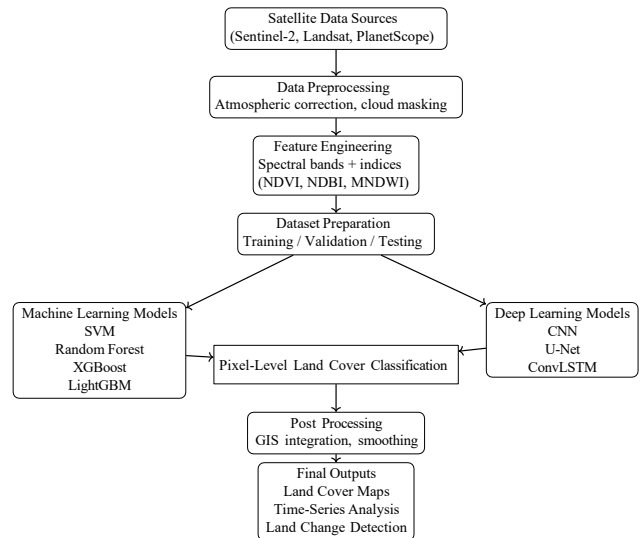 Satellite Data Sources
(Sentinel-2, Landsat, PlanetScope)
Data Preprocessing
Atmospheric correction, cloud masking
Feature Engineering
Spectral bands + indices
(NDVI, NDBI, MNDWI)
Dataset Preparation
Training / Validation / Testing
Machine Learning Models
SVM
Random Forest
XGBoost
LightGBM
Deep Learning Models
CNN
U-Net
ConvLSTM
Pixel-Level Land Cover Classification
Post Processing
GIS integration, smoothing
Final Outputs
Land Cover Maps
Time-Series Analysis
Land Change Detection